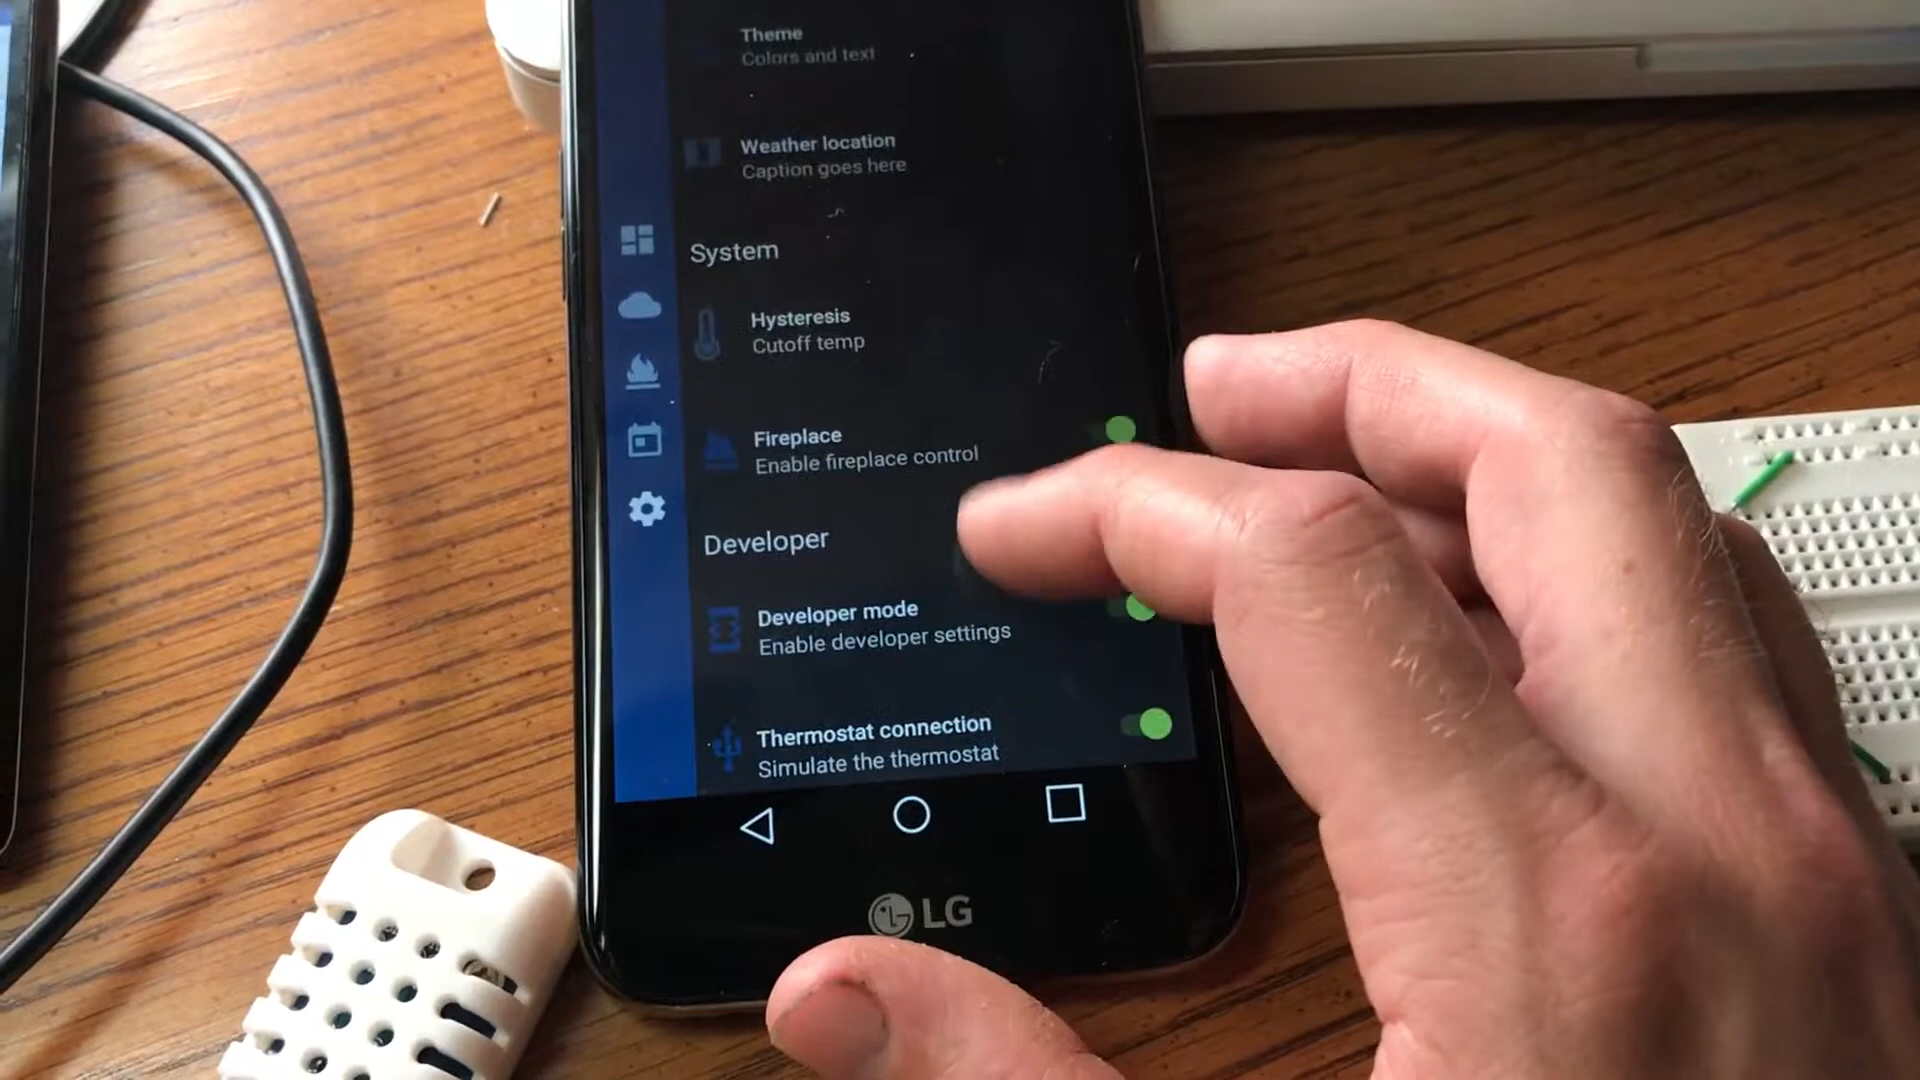 Theme
Colors and text
Weather location
Caption goes here
System
Hysteresis
Cutoff temp
Fireplace
Enable fireplace control
Developer
Developer mode
Enable developer settings
Thermostat connection
Simulate the thermostat
LG